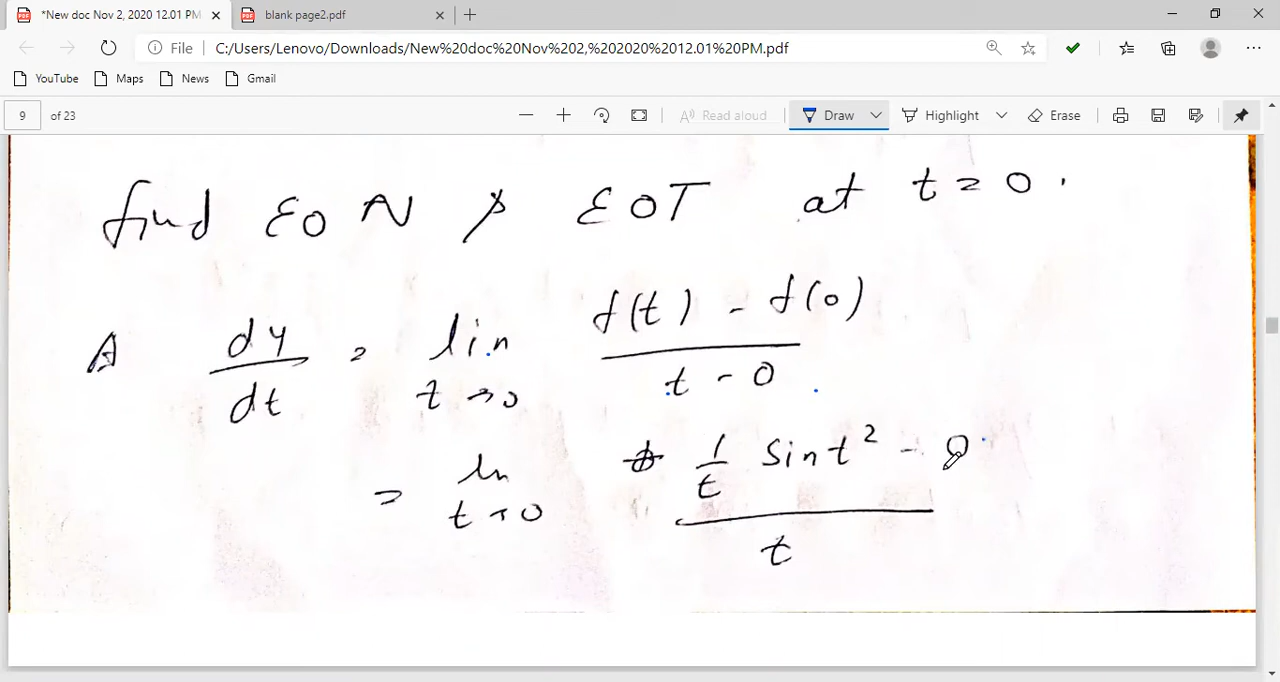 *New doc Nov 2, 2020 12.01 PM
blank page2.pdf
File
C:/Users/Lenovo/Downloads/New%20doc%20Nov%202,%202020%2012.01%20PM.pdf
YouTube Maps News Gmail
9 of 23
Read aloud Draw Highlight Erase
find EON & EOT at t = 0.
A dy/dt = lim t→0 f(t) - f(0) / t - 0
= lm t→0 1/t sin t² - 0 / t